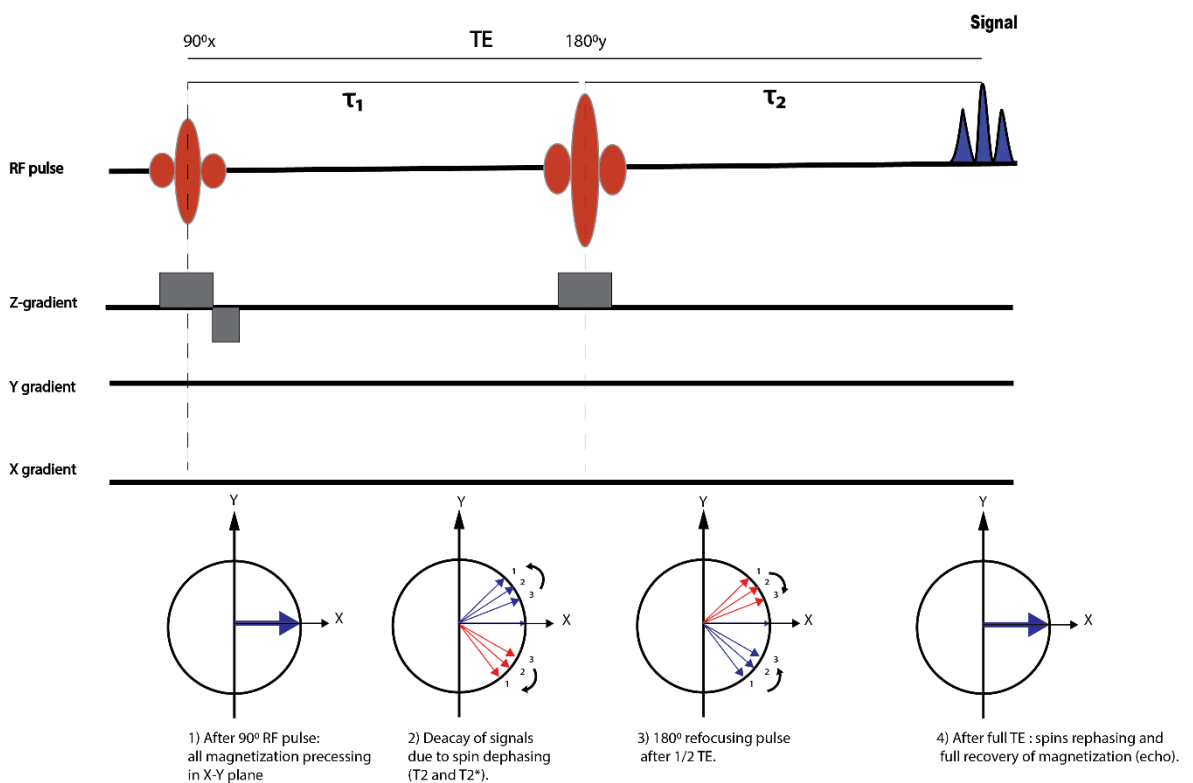 Signal
90⁰x
TE
180⁰y
τ₁
τ₂
RF pulse
Z-gradient
Y gradient
X gradient
Y
X
1
2
3
3
2
1
Y
X
1
2
3
3
2
1
Y
X
Y
X
1) After 90⁰ RF pulse:
all magnetization precessing
in X-Y plane
2) Deacay of signals
due to spin dephasing
(T2 and T2*).
3) 180⁰ refocusing pulse
after 1/2 TE.
4) After full TE : spins rephasing and
full recovery of magnetization (echo).